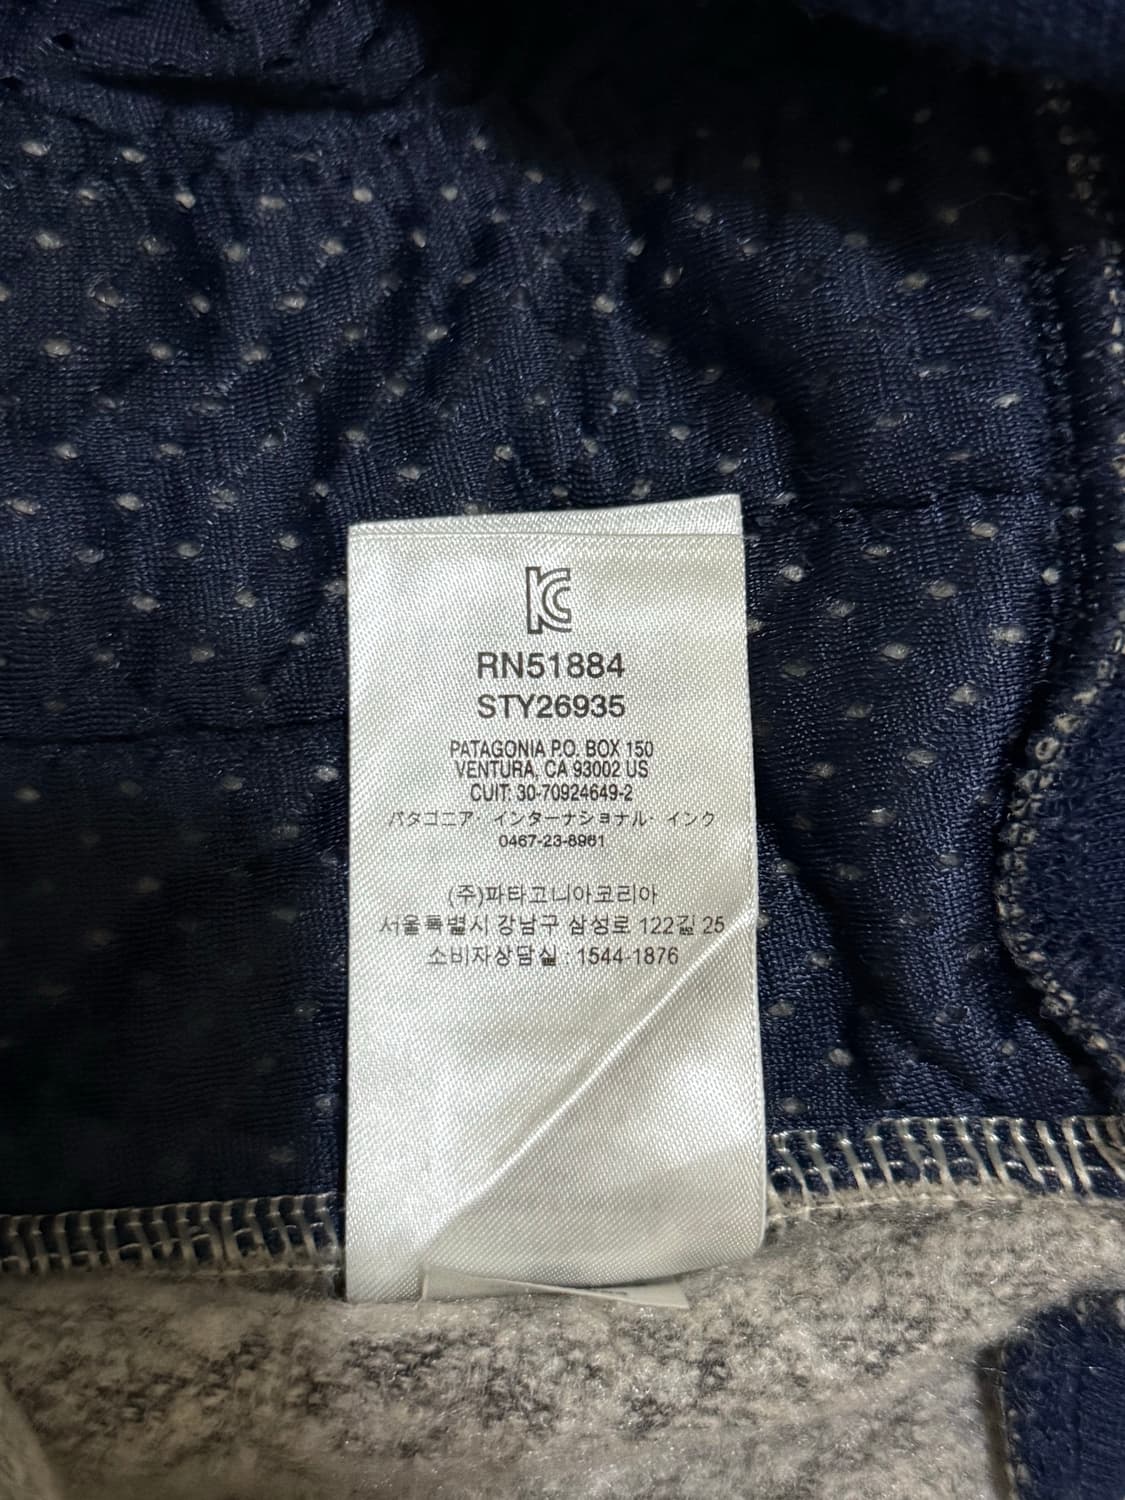 KC
RN51884
STY26935
PATAGONIA P.O. BOX 150
VENTURA, CA 93002 US
CUIT: 30-70924649-2
パタゴニア・インターナショナル・インク
0467-23-8961
(주)파타고니아코리아
서울특별시 강남구 삼성로 122길 25
소비자상담실 : 1544-1876